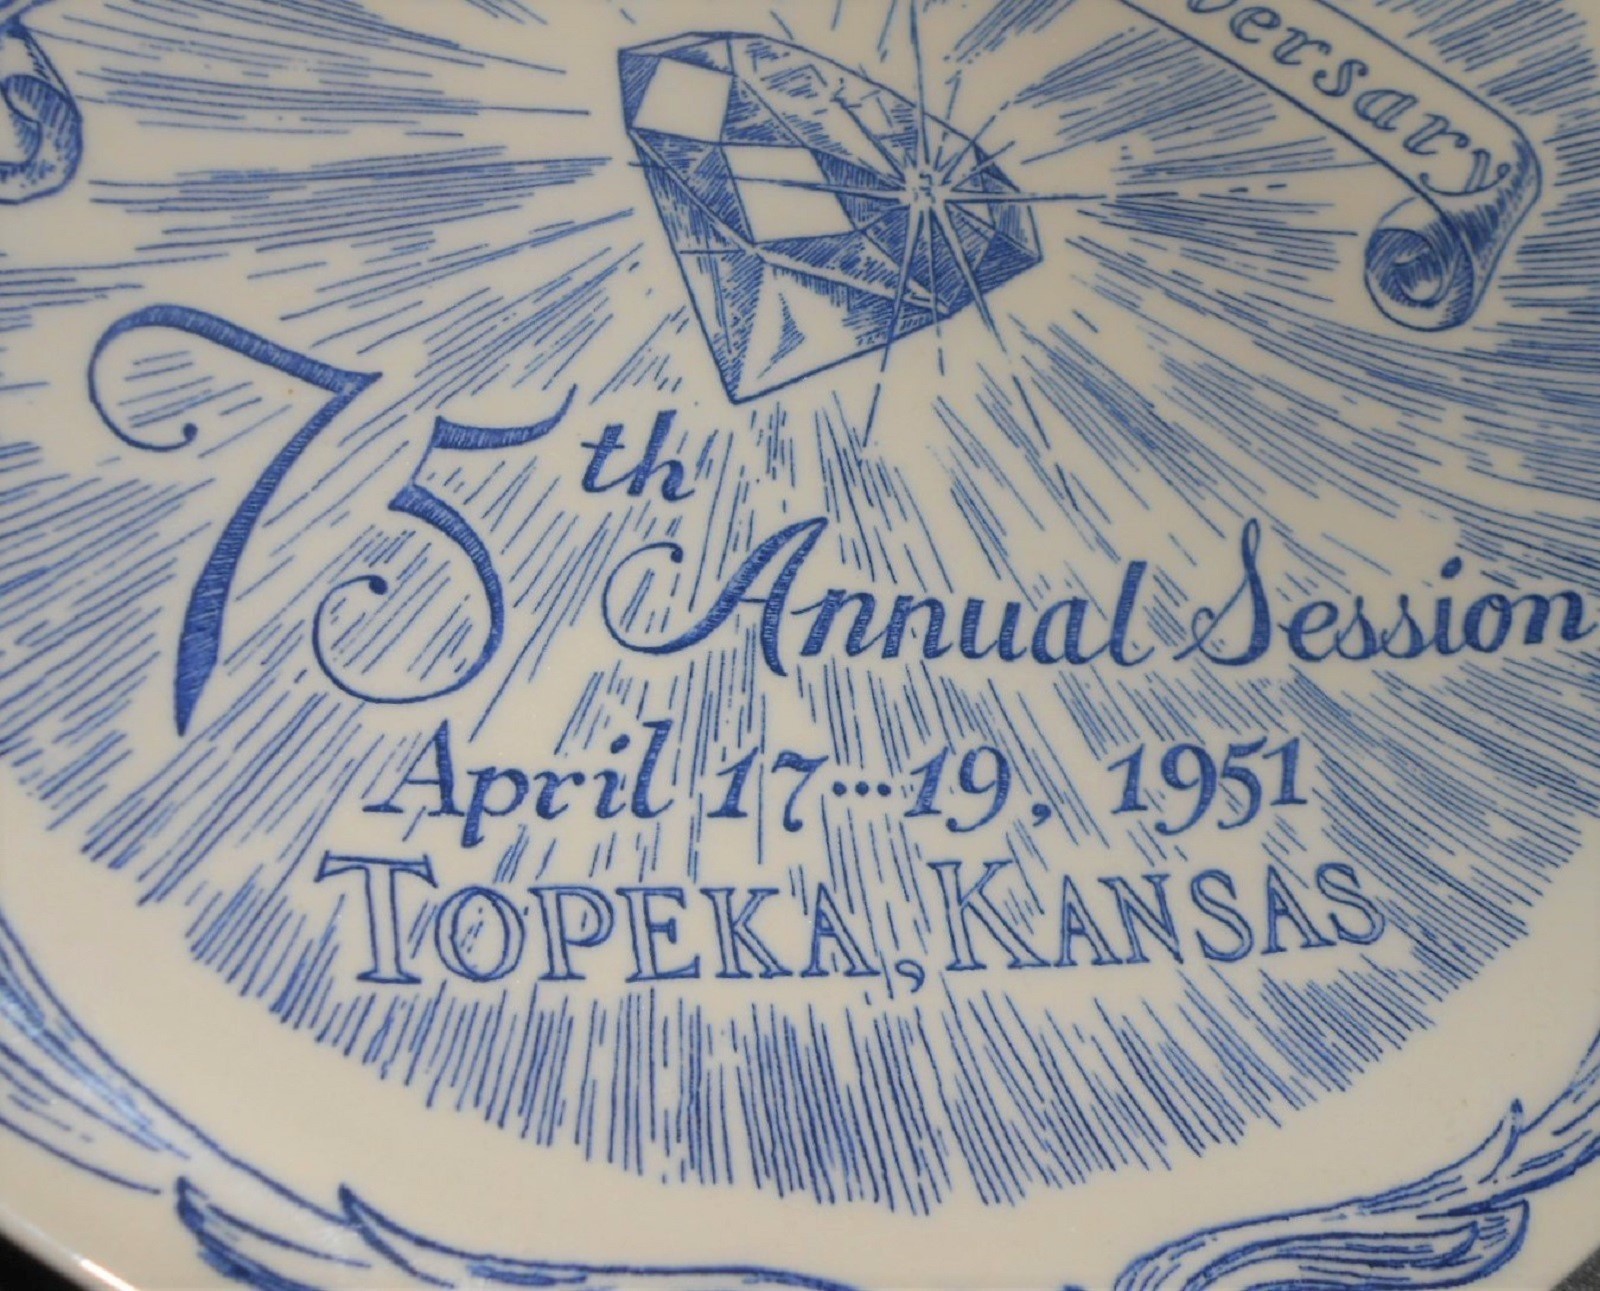 versary
75th
Annual Session
April 17...19, 1951
TOPEKA, KANSAS